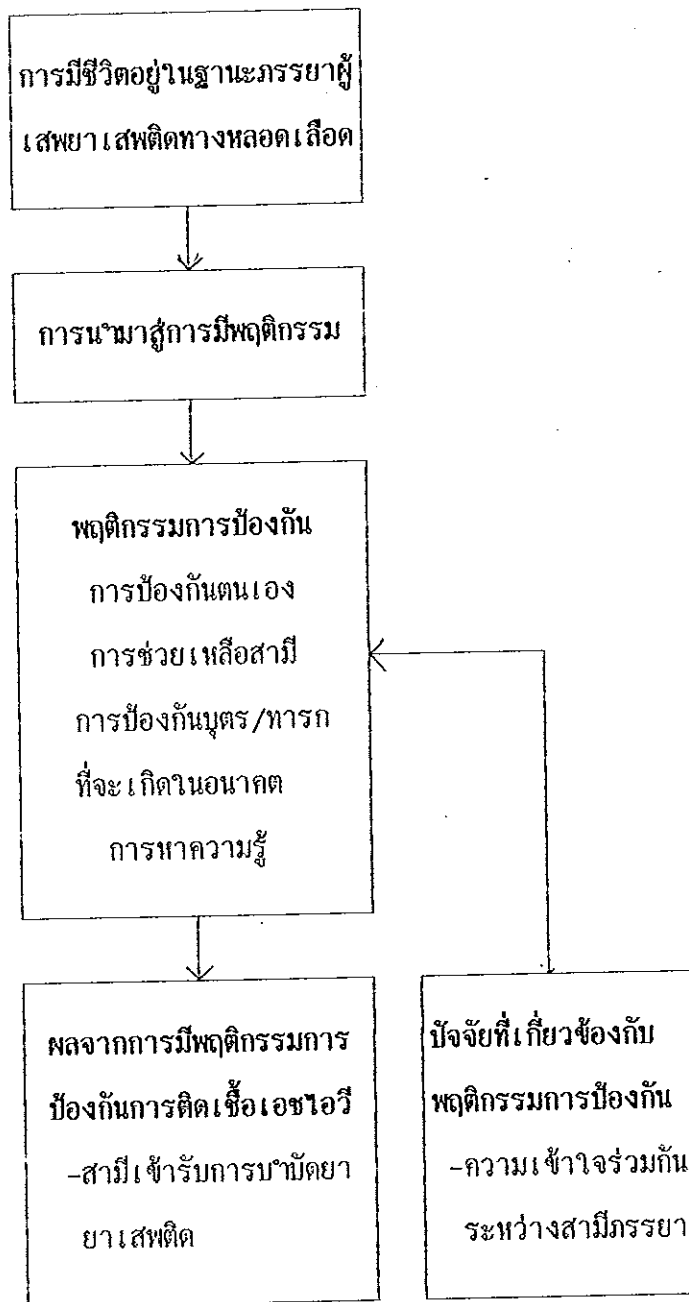 การมีชีวิตอยู่ในฐานะภรรยาผู้
เสพยาเสพติดทางหลอดเลือด
การนำมาสู่การมีพฤติกรรม
พฤติกรรมการป้องกัน
การป้องกันตนเอง
การช่วยเหลือสามี
การป้องกันบุตร/ทารก
ที่จะเกิดในอนาคต
การหาความรู้
ผลจากการมีพฤติกรรมการ
ป้องกันการติดเชื้อเอชไอวี
-สามีเข้ารับการบำบัดยา
ยาเสพติด
ปัจจัยที่เกี่ยวข้องกับ
พฤติกรรมการป้องกัน
-ความเข้าใจร่วมกัน
ระหว่างสามีภรรยา